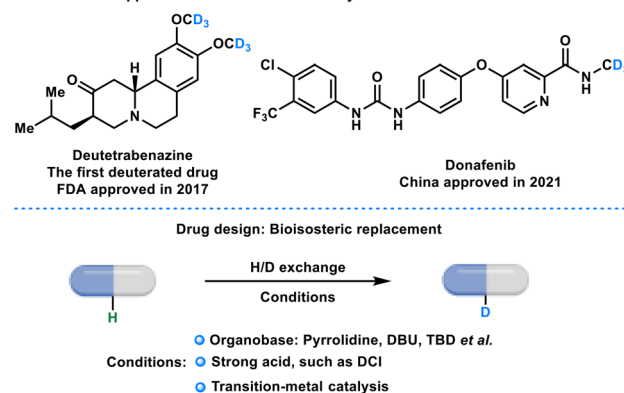 OCD3
OCD3
H
O
N
Me
Me
Deutetrabenazine
The first deuterated drug
FDA approved in 2017
Cl
F3C
N
H
O
N
H
O
N
O
N
H
CD
Donafenib
China approved in 2021
Drug design: Bioisosteric replacement
H
H/D exchange
Conditions
D
Conditions:
Organobase: Pyrrolidine, DBU, TBD et al.
Strong acid, such as DCl
Transition-metal catalysis